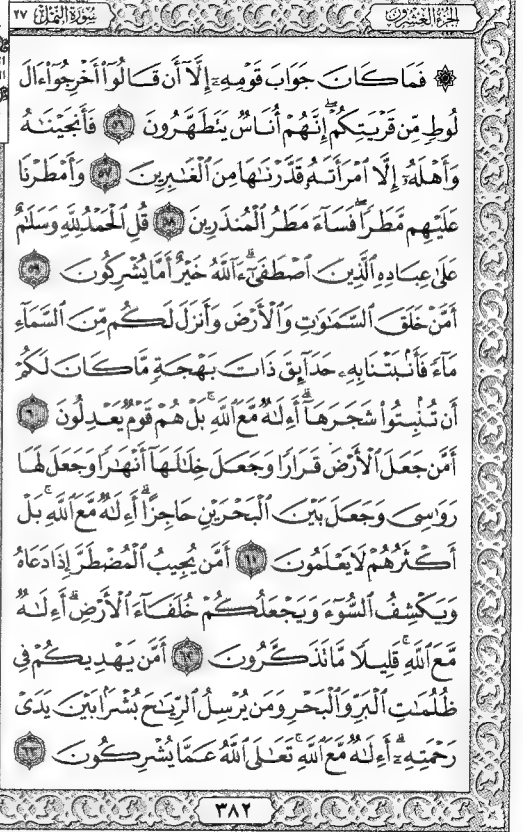 الجزء العشرون
سورة النمل ٢٧
۞ فَمَا كَانَ جَوَابَ قَوْمِهِۦٓ إِلَّآ أَن قَالُوٓا۟ أَخْرِجُوٓا۟ ءَالَ
لُوطٍ مِّن قَرْيَتِكُمْ ۖ إِنَّهُمْ أُنَاسٌ يَتَطَهَّرُونَ ٥٦ فَأَنجَيْنَٰهُ
وَأَهْلَهُۥٓ إِلَّا ٱمْرَأَتَهُۥ قَدَّرْنَٰهَا مِنَ ٱلْغَٰبِرِينَ ٥٧ وَأَمْطَرْنَا
عَلَيْهِم مَّطَرًا ۖ فَسَآءَ مَطَرُ ٱلْمُنذَرِينَ ٥٨ قُلِ ٱلْحَمْدُ لِلَّهِ وَسَلَٰمٌ
عَلَىٰ عِبَادِهِ ٱلَّذِينَ ٱصْطَفَىٰٓ ۗ ءَآللَّهُ خَيْرٌ أَمَّا يُشْرِكُونَ ٥٩
أَمَّنْ خَلَقَ ٱلسَّمَٰوَٰتِ وَٱلْأَرْضَ وَأَنزَلَ لَكُم مِّنَ ٱلسَّمَآءِ
مَآءً فَأَنۢبَتْنَا بِهِۦ حَدَآئِقَ ذَاتَ بَهْجَةٍ مَّا كَانَ لَكُمْ
أَن تُنۢبِتُوا۟ شَجَرَهَآ ۗ أَءِلَٰهٌ مَّعَ ٱللَّهِ ۚ بَلْ هُمْ قَوْمٌ يَعْدِلُونَ ٦٠
أَمَّن جَعَلَ ٱلْأَرْضَ قَرَارًا وَجَعَلَ خِلَٰلَهَآ أَنْهَٰرًا وَجَعَلَ لَهَا
رَوَٰسِىَ وَجَعَلَ بَيْنَ ٱلْبَحْرَيْنِ حَاجِزًا ۗ أَءِلَٰهٌ مَّعَ ٱللَّهِ ۚ بَلْ
أَكْثَرُهُمْ لَا يَعْلَمُونَ ٦١ أَمَّن يُجِيبُ ٱلْمُضْطَرَّ إِذَا دَعَاهُ
وَيَكْشِفُ ٱلسُّوٓءَ وَيَجْعَلُكُمْ خُلَفَآءَ ٱلْأَرْضِ ۗ أَءِلَٰهٌ
مَّعَ ٱللَّهِ ۚ قَلِيلًا مَّا تَذَكَّرُونَ ٦٢ أَمَّن يَهْدِيكُمْ فِى
ظُلُمَٰتِ ٱلْبَرِّ وَٱلْبَحْرِ وَمَن يُرْسِلُ ٱلرِّيَٰحَ بُشْرًۢا بَيْنَ يَدَىْ
رَحْمَتِهِۦٓ ۗ أَءِلَٰهٌ مَّعَ ٱللَّهِ ۚ تَعَٰلَى ٱللَّهُ عَمَّا يُشْرِكُونَ ٦٣
٣٨٢